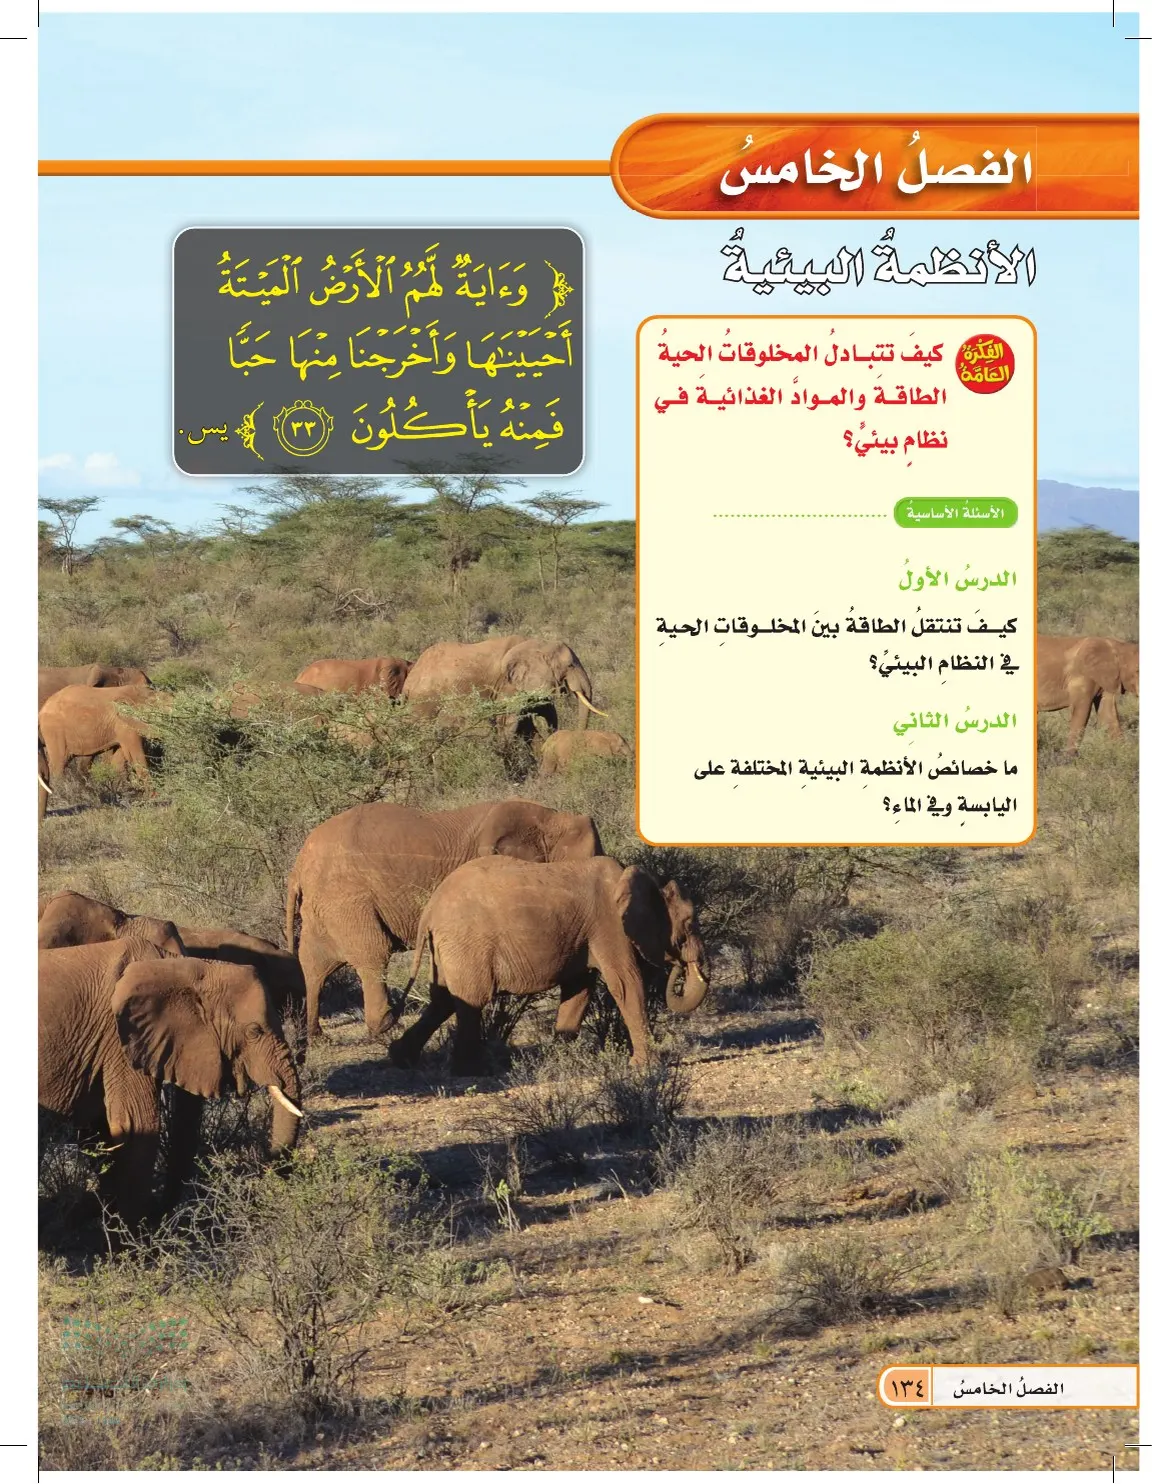 الفصلُ الخامسُ
الأنظمةُ البيئيةُ
﴿ وَءَايَةٌ لَّهُمُ ٱلْأَرْضُ ٱلْمَيْتَةُ
أَحْيَيْنَٰهَا وَأَخْرَجْنَا مِنْهَا حَبًّا
فَمِنْهُ يَأْكُلُونَ ٣٣ ﴾ يس.
الفِكْرَةُ العَامَّةُ
كيفَ تتبادلُ المخلوقاتُ الحيةُ
الطاقةَ والموادَّ الغذائيةَ في
نظامٍ بيئيٍّ؟
الأسئلة الأساسية
الدرسُ الأولُ
كيفَ تنتقلُ الطاقةُ بينَ المخلوقاتِ الحيةِ
في النظامِ البيئيِّ؟
الدرسُ الثانِي
ما خصائصُ الأنظمةِ البيئيةِ المختلفةِ على
اليابسةِ وفي الماءِ؟
الفصلُ الخامسُ
١٣٤